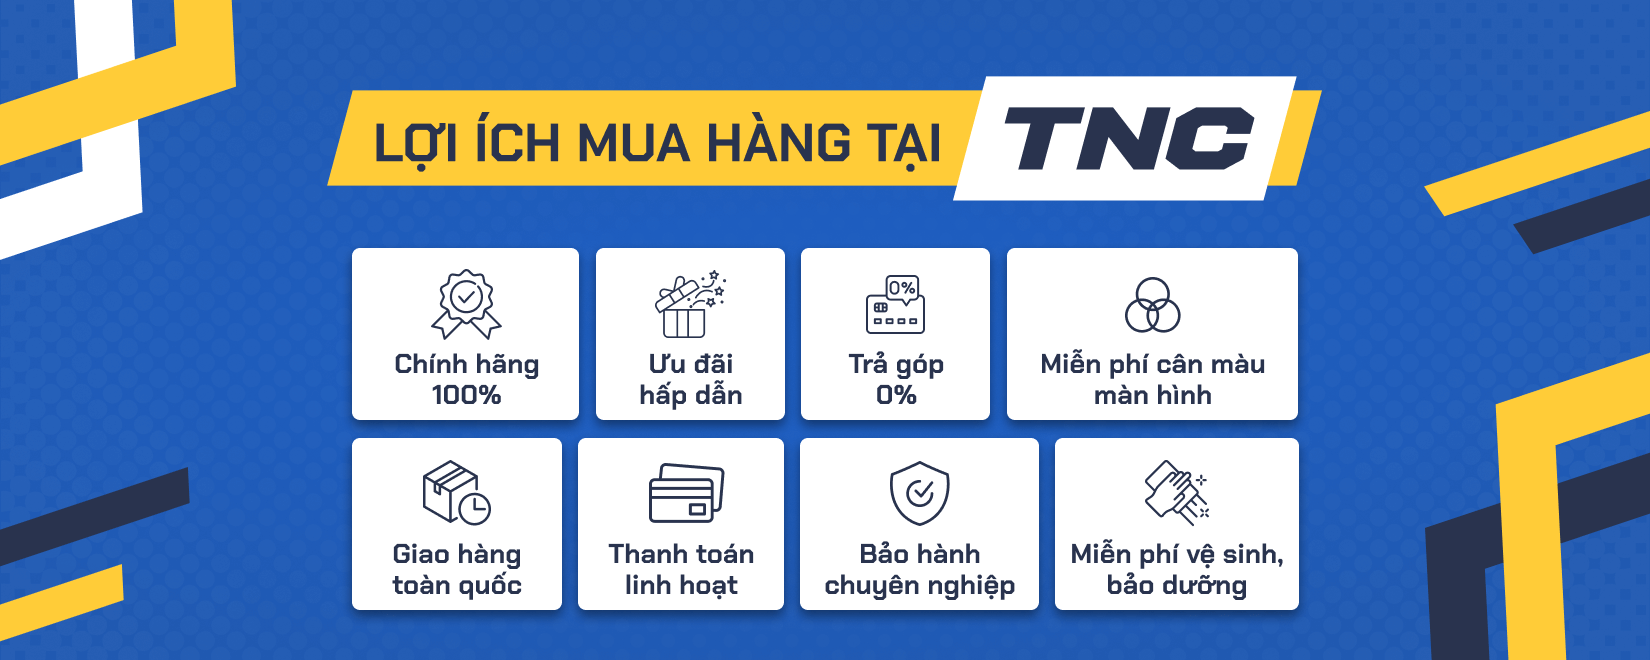 LỢI ÍCH MUA HÀNG TẠI TNC
Chính hãng
100%
Ưu đãi
hấp dẫn
0%
Trả góp
0%
Miễn phí cân màu
màn hình
Giao hàng
toàn quốc
Thanh toán
linh hoạt
Bảo hành
chuyên nghiệp
Miễn phí vệ sinh,
bảo dưỡng